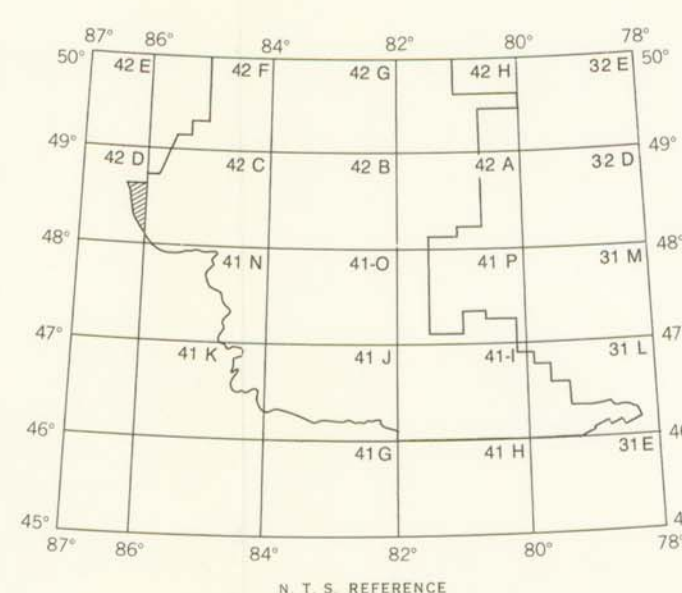 87° 86° 84° 82° 80° 78°
50° 42 E 42 F 42 G 42 H 32 E 50°
49° 42 D 42 C 42 B 42 A 32 D 49°
48° 41 N 41-O 41 P 31 M 48°
47° 41 K 41 J 41-I 31 L 47
46° 41 G 41 H 31 E 46
45° 4
87° 86° 84° 82° 80° 78°
N. T. S. REFERENCE